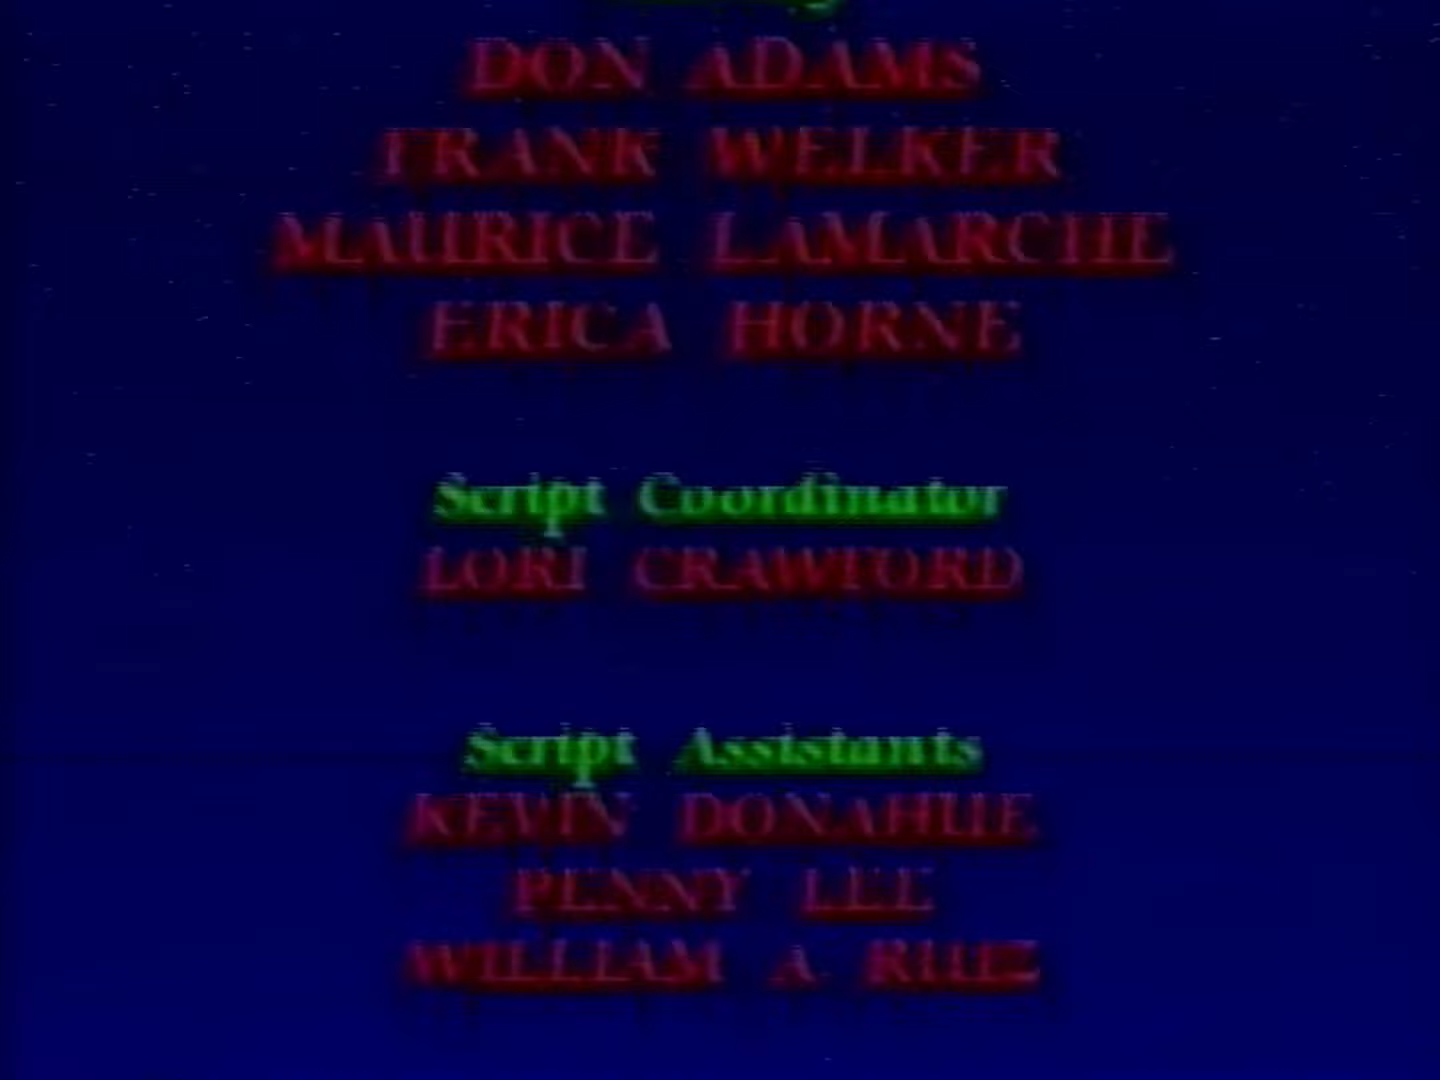 DON ADAMS
FRANK WELKER
MAURICE LAMARCHE
ERICA HORNE
Script Coordinator
LORI CRAWFORD
Script Assistants
KEVIN DONAHUE
PENNY LEE
WILLIAM A. RUIZ